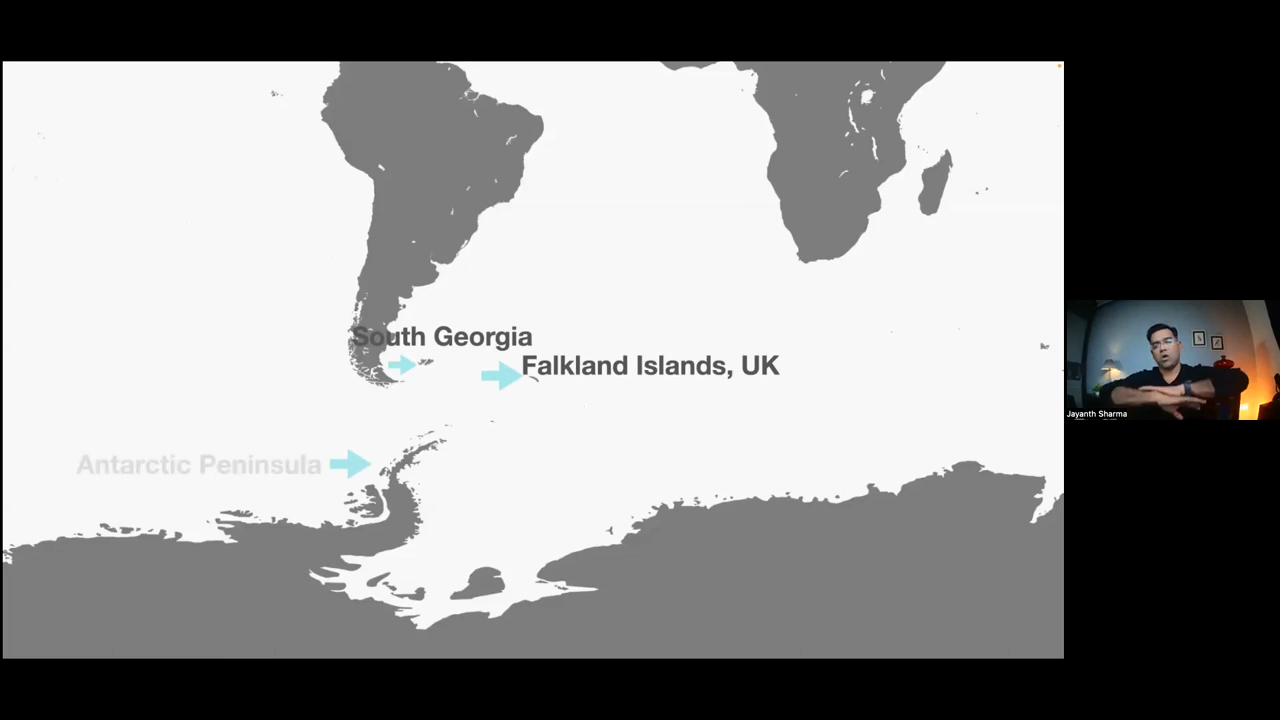 South Georgia
Falkland Islands, UK
Antarctic Peninsula
Jayanth Sharma